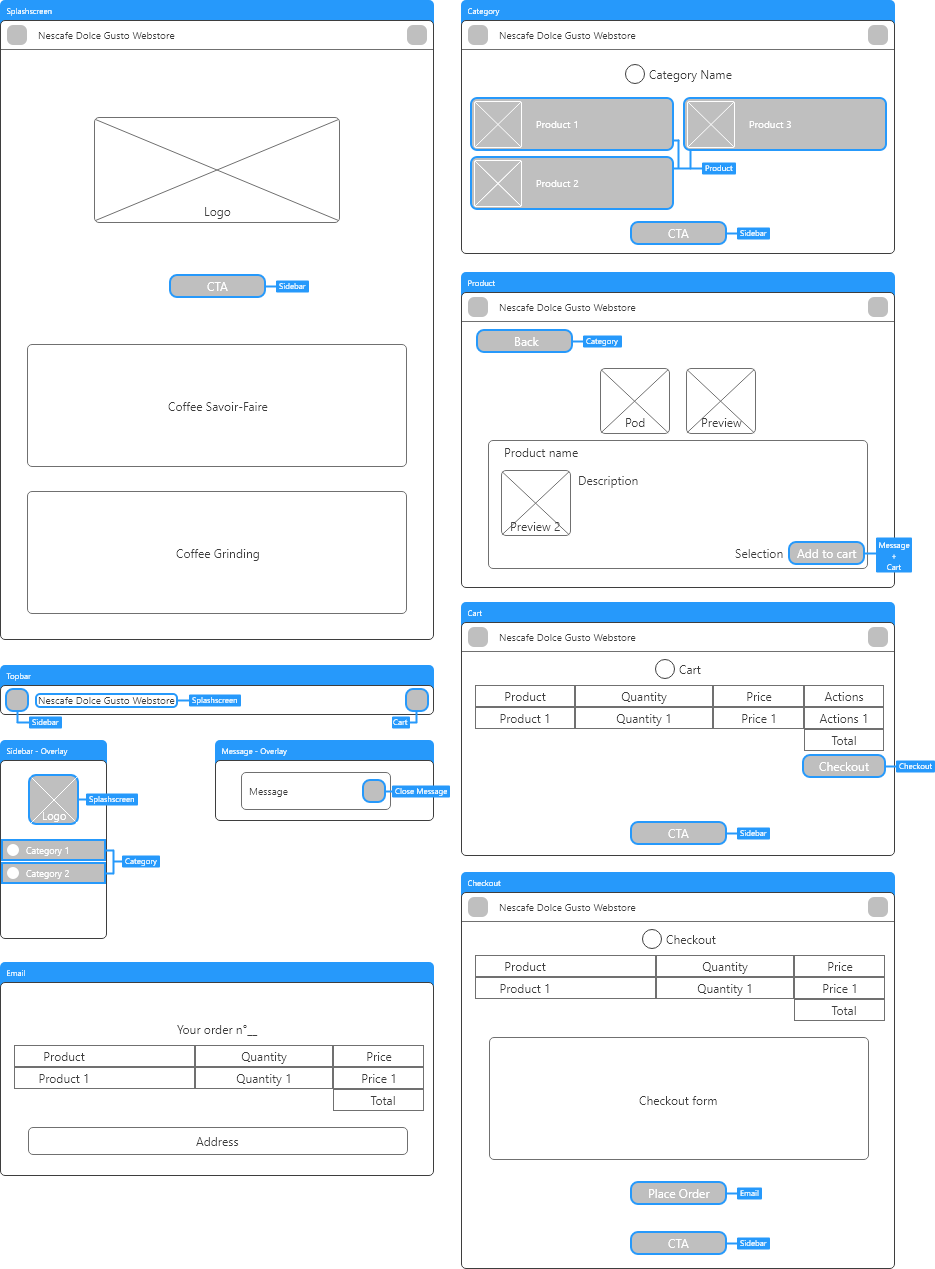 Splashscreen
Nescafe Dolce Gusto Webstore
Logo
CTA
Sidebar
Coffee Savoir-Faire
Coffee Grinding
Topbar
Nescafe Dolce Gusto Webstore
Splashscreen
Sidebar
Cart
Sidebar - Overlay
Logo
Splashscreen
Category 1
Category 2
Category
Message - Overlay
Message
Close Message
Email
Your order n°__
Product Quantity Price
Product 1 Quantity 1 Price 1
Total
Address
Category
Nescafe Dolce Gusto Webstore
Category Name
Product 1
Product 3
Product
Product 2
CTA
Sidebar
Product
Nescafe Dolce Gusto Webstore
Back
Category
Pod
Preview
Product name
Description
Preview 2
Selection
Add to cart
Message
+
Cart
Cart
Nescafe Dolce Gusto Webstore
Cart
Product Quantity Price Actions
Product 1 Quantity 1 Price 1 Actions 1
Total
Checkout
Checkout
CTA
Sidebar
Checkout
Nescafe Dolce Gusto Webstore
Checkout
Product Quantity Price
Product 1 Quantity 1 Price 1
Total
Checkout form
Place Order
Email
CTA
Sidebar